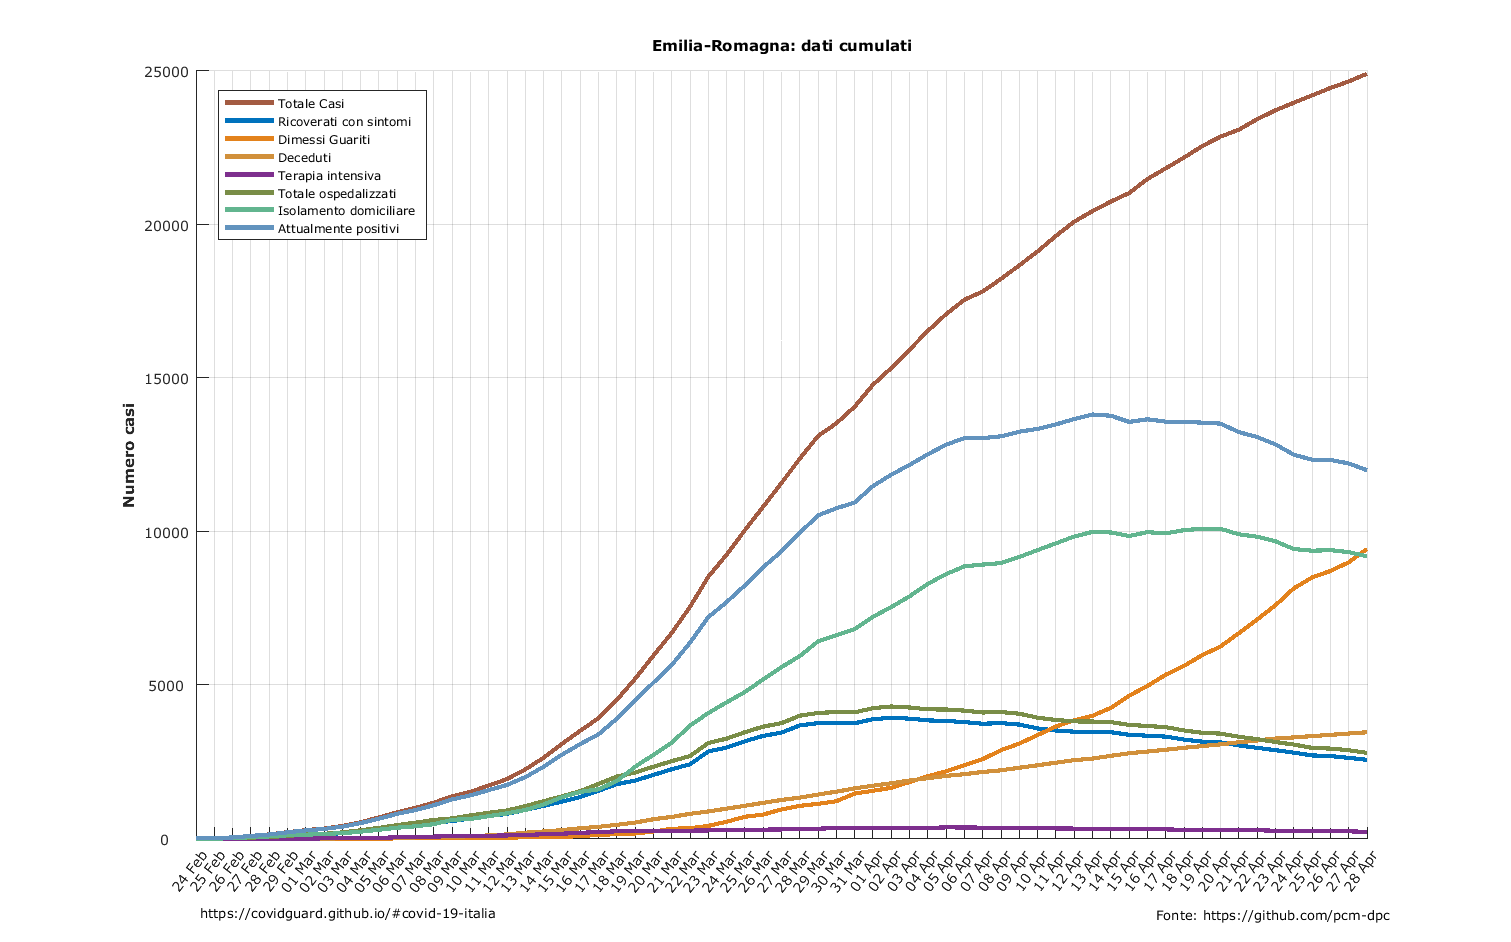 Emilia-Romagna: dati cumulati
25000
20000
15000
10000
5000
0
Numero casi
Totale Casi
Ricoverati con sintomi
Dimessi Guariti
Deceduti
Terapia intensiva
Totale ospedalizzati
Isolamento domiciliare
Attualmente positivi
24 Feb
25 Feb
26 Feb
27 Feb
28 Feb
29 Feb
01 Mar
02 Mar
03 Mar
04 Mar
05 Mar
06 Mar
07 Mar
08 Mar
09 Mar
10 Mar
11 Mar
12 Mar
13 Mar
14 Mar
15 Mar
16 Mar
17 Mar
18 Mar
19 Mar
20 Mar
21 Mar
22 Mar
23 Mar
24 Mar
25 Mar
26 Mar
27 Mar
28 Mar
29 Mar
30 Mar
31 Mar
01 Apr
02 Apr
03 Apr
04 Apr
05 Apr
06 Apr
07 Apr
08 Apr
09 Apr
10 Apr
11 Apr
12 Apr
13 Apr
14 Apr
15 Apr
16 Apr
17 Apr
18 Apr
19 Apr
20 Apr
21 Apr
22 Apr
23 Apr
24 Apr
25 Apr
26 Apr
27 Apr
28 Apr
https://covidguard.github.io/#covid-19-italia
Fonte: https://github.com/pcm-dpc